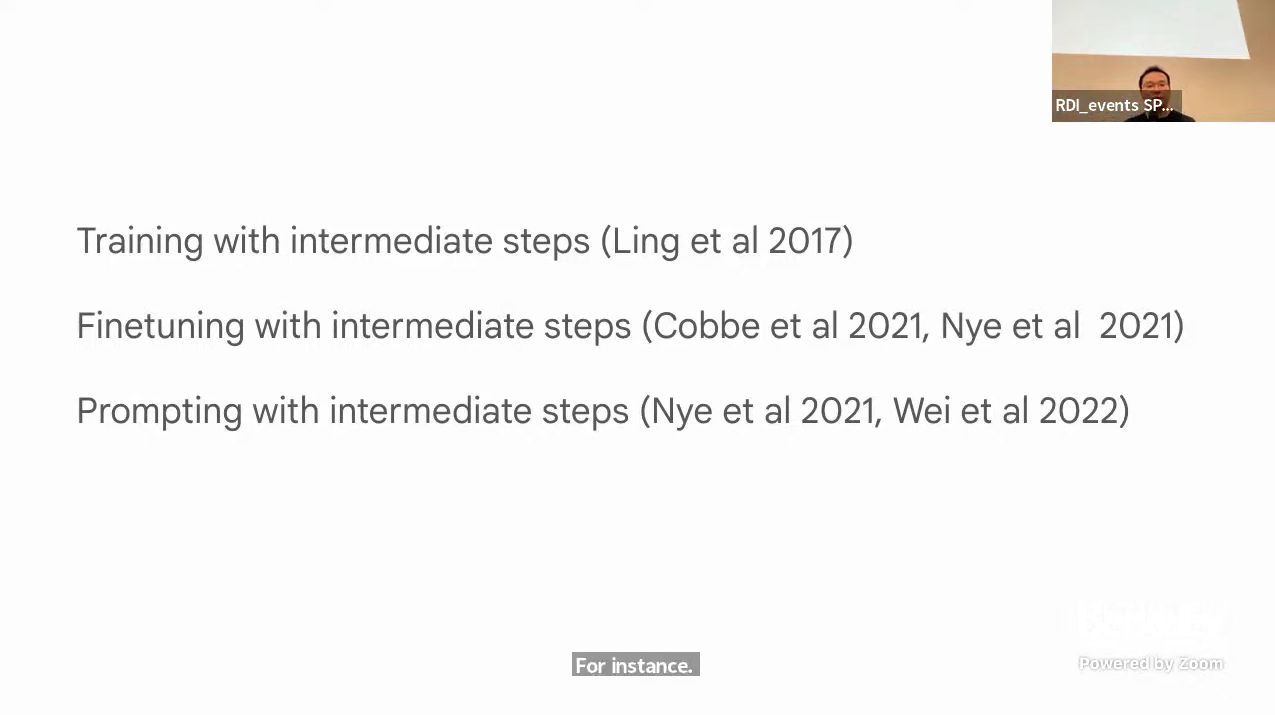 RDI_events SP...
Training with intermediate steps (Ling et al 2017)
Finetuning with intermediate steps (Cobbe et al 2021, Nye et al 2021)
Prompting with intermediate steps (Nye et al 2021, Wei et al 2022)
For instance.
Powered by Zoom